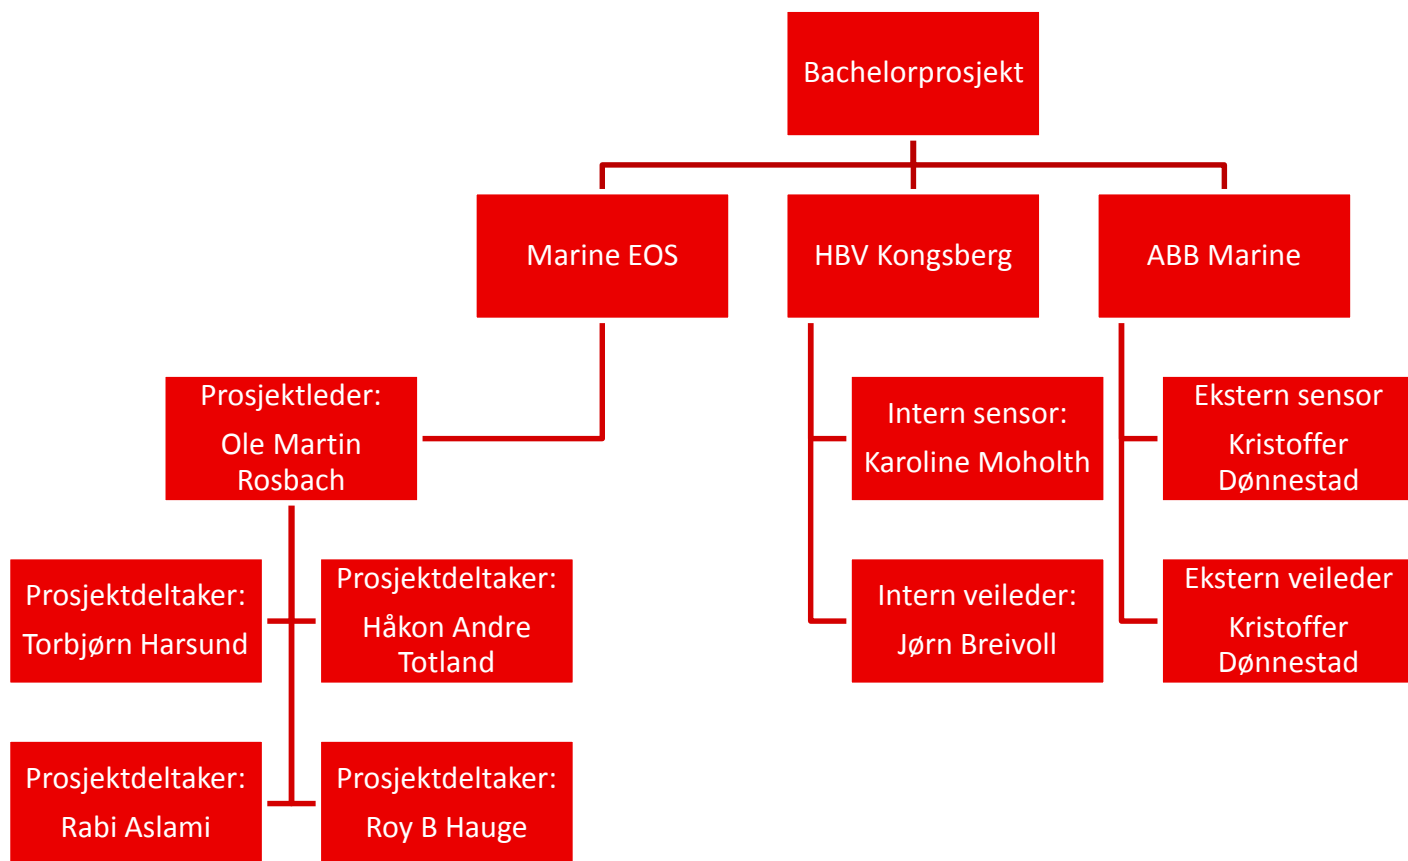 Bachelorprosjekt
Marine EOS
HBV Kongsberg
ABB Marine
Prosjektleder:
Ole Martin
Rosbach
Intern sensor:
Karoline Moholth
Ekstern sensor
Kristoffer
Dønnestad
Prosjektdeltaker:
Torbjørn Harsund
Prosjektdeltaker:
Håkon Andre
Totland
Intern veileder:
Jørn Breivoll
Ekstern veileder
Kristoffer
Dønnestad
Prosjektdeltaker:
Rabi Aslami
Prosjektdeltaker:
Roy B Hauge